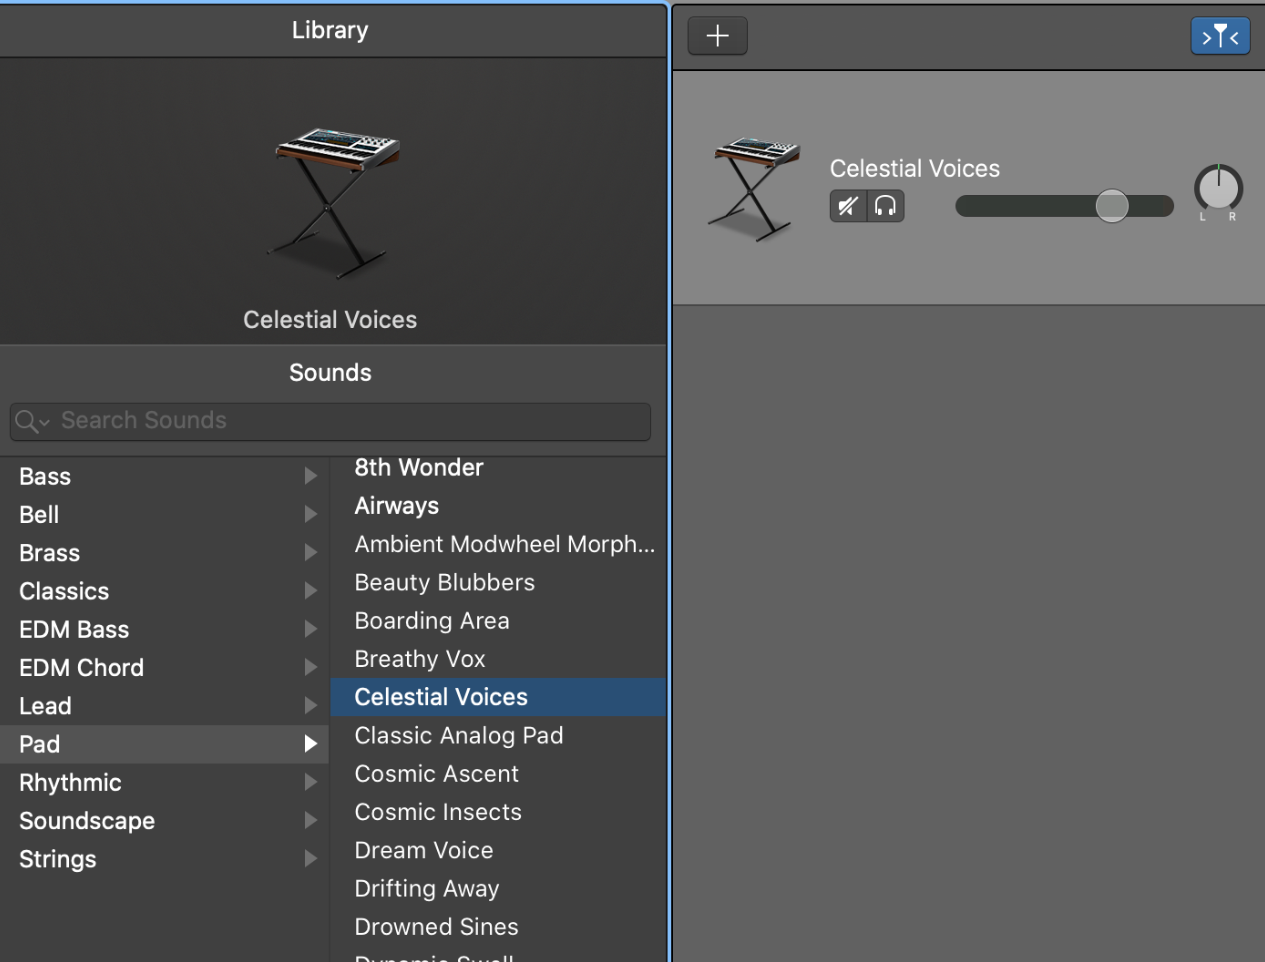 Library
Celestial Voices
Sounds
Search Sounds
Bass
Bell
Brass
Classics
EDM Bass
EDM Chord
Lead
Pad
Rhythmic
Soundscape
Strings
8th Wonder
Airways
Ambient Modwheel Morph...
Beauty Blubbers
Boarding Area
Breathy Vox
Celestial Voices
Classic Analog Pad
Cosmic Ascent
Cosmic Insects
Dream Voice
Drifting Away
Drowned Sines
Celestial Voices
L R